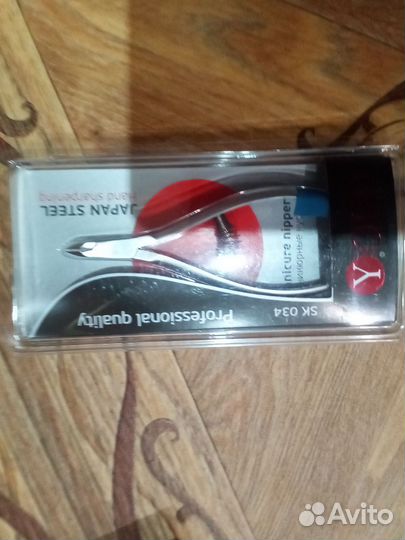 JAPAN STEEL
Hand sharpening
nicure nipper
Y
®
SK 034
Professional quality
Avito